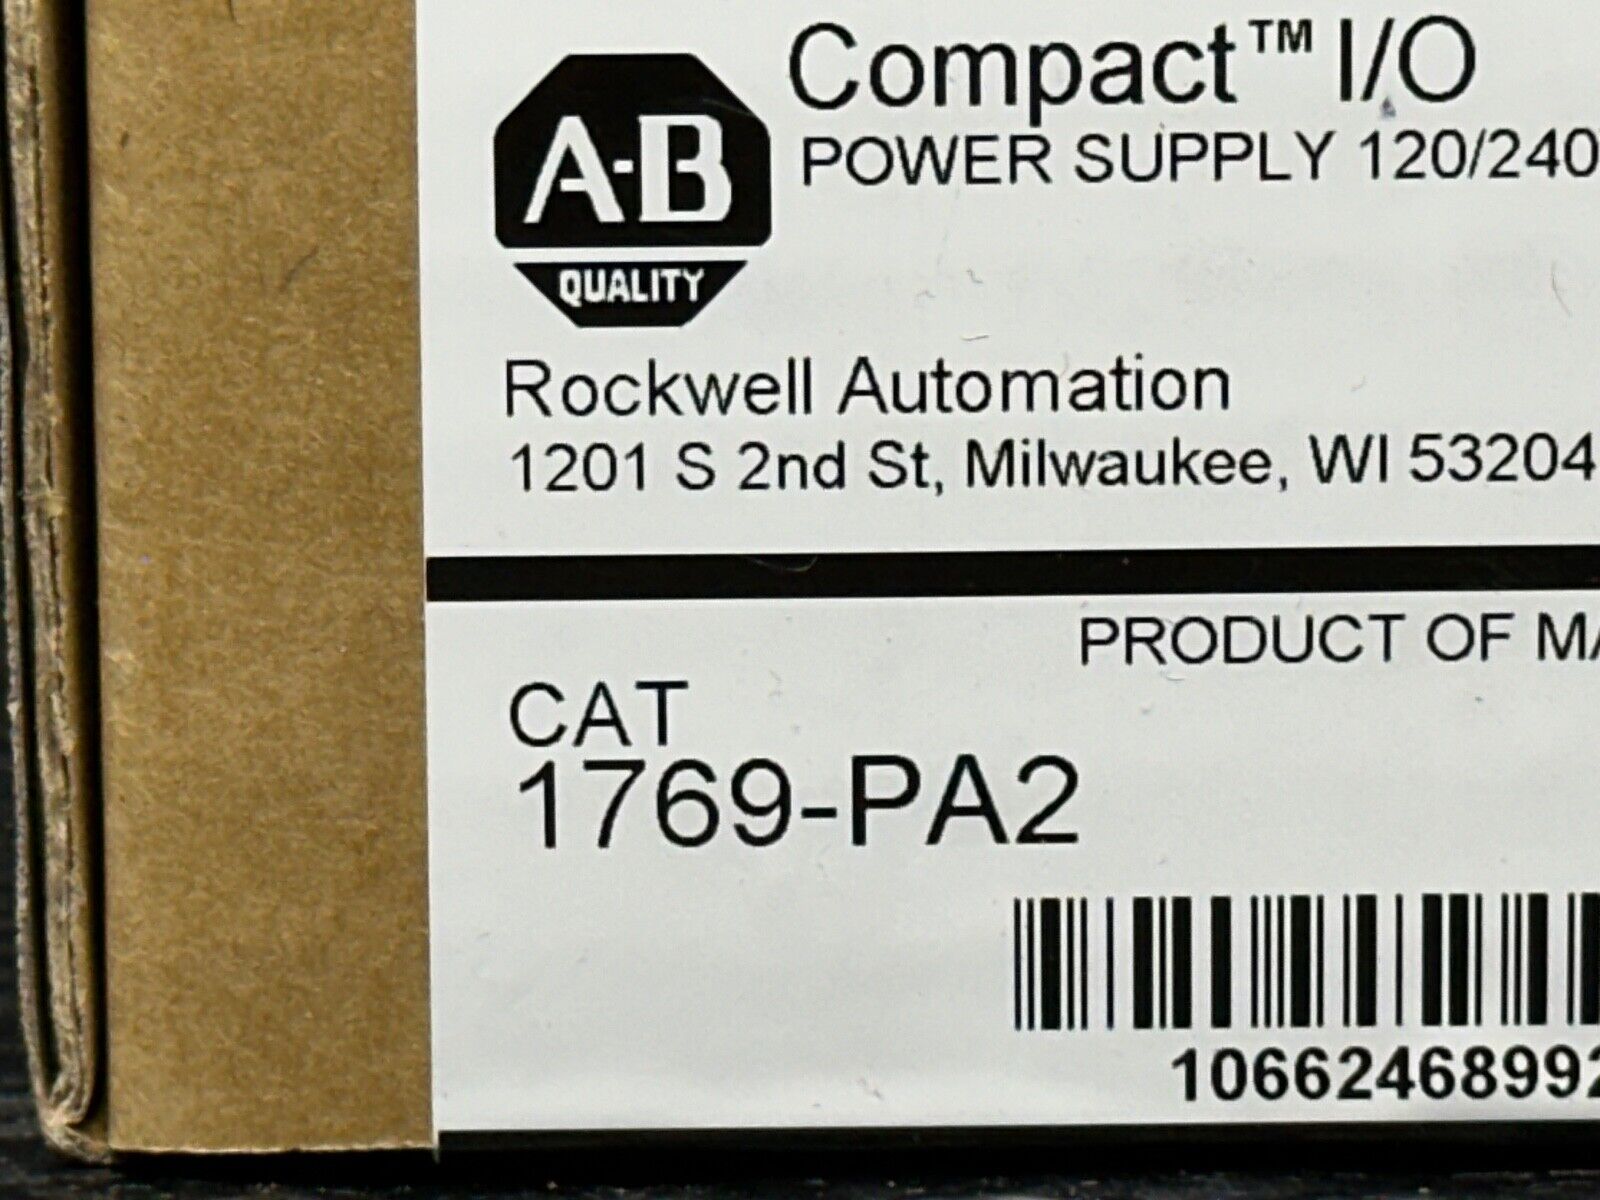 Compact™ I/O
POWER SUPPLY 120/240
A-B
QUALITY
Rockwell Automation
1201 S 2nd St, Milwaukee, WI 53204
PRODUCT OF
CAT
1769-PA2
1066246899